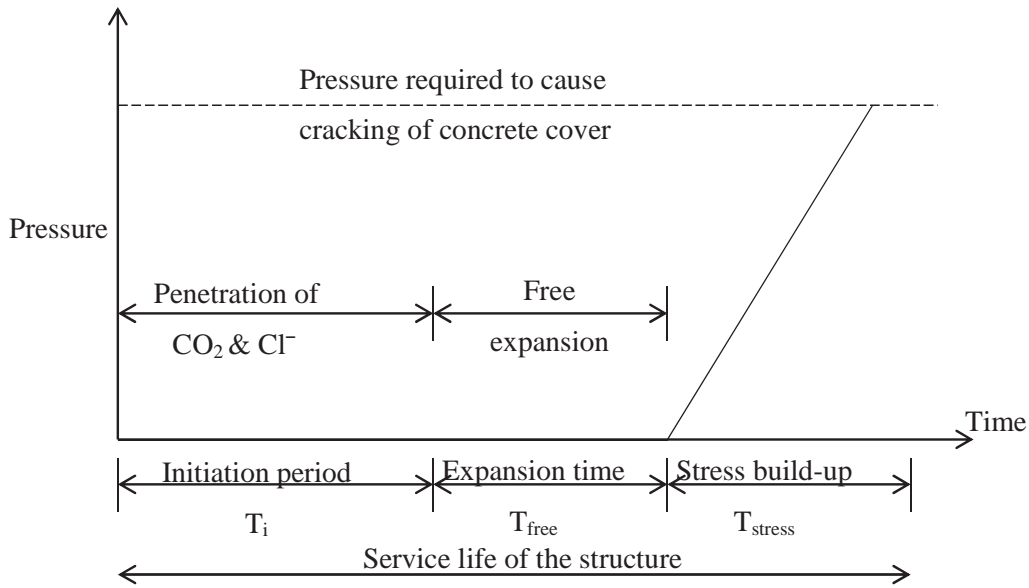 Pressure required to cause
cracking of concrete cover
Pressure
Penetration of
CO₂ & Cl⁻
Free
expansion
Time
Initiation period
Expansion time
Stress build-up
Tᵢ
T_free
T_stress
Service life of the structure